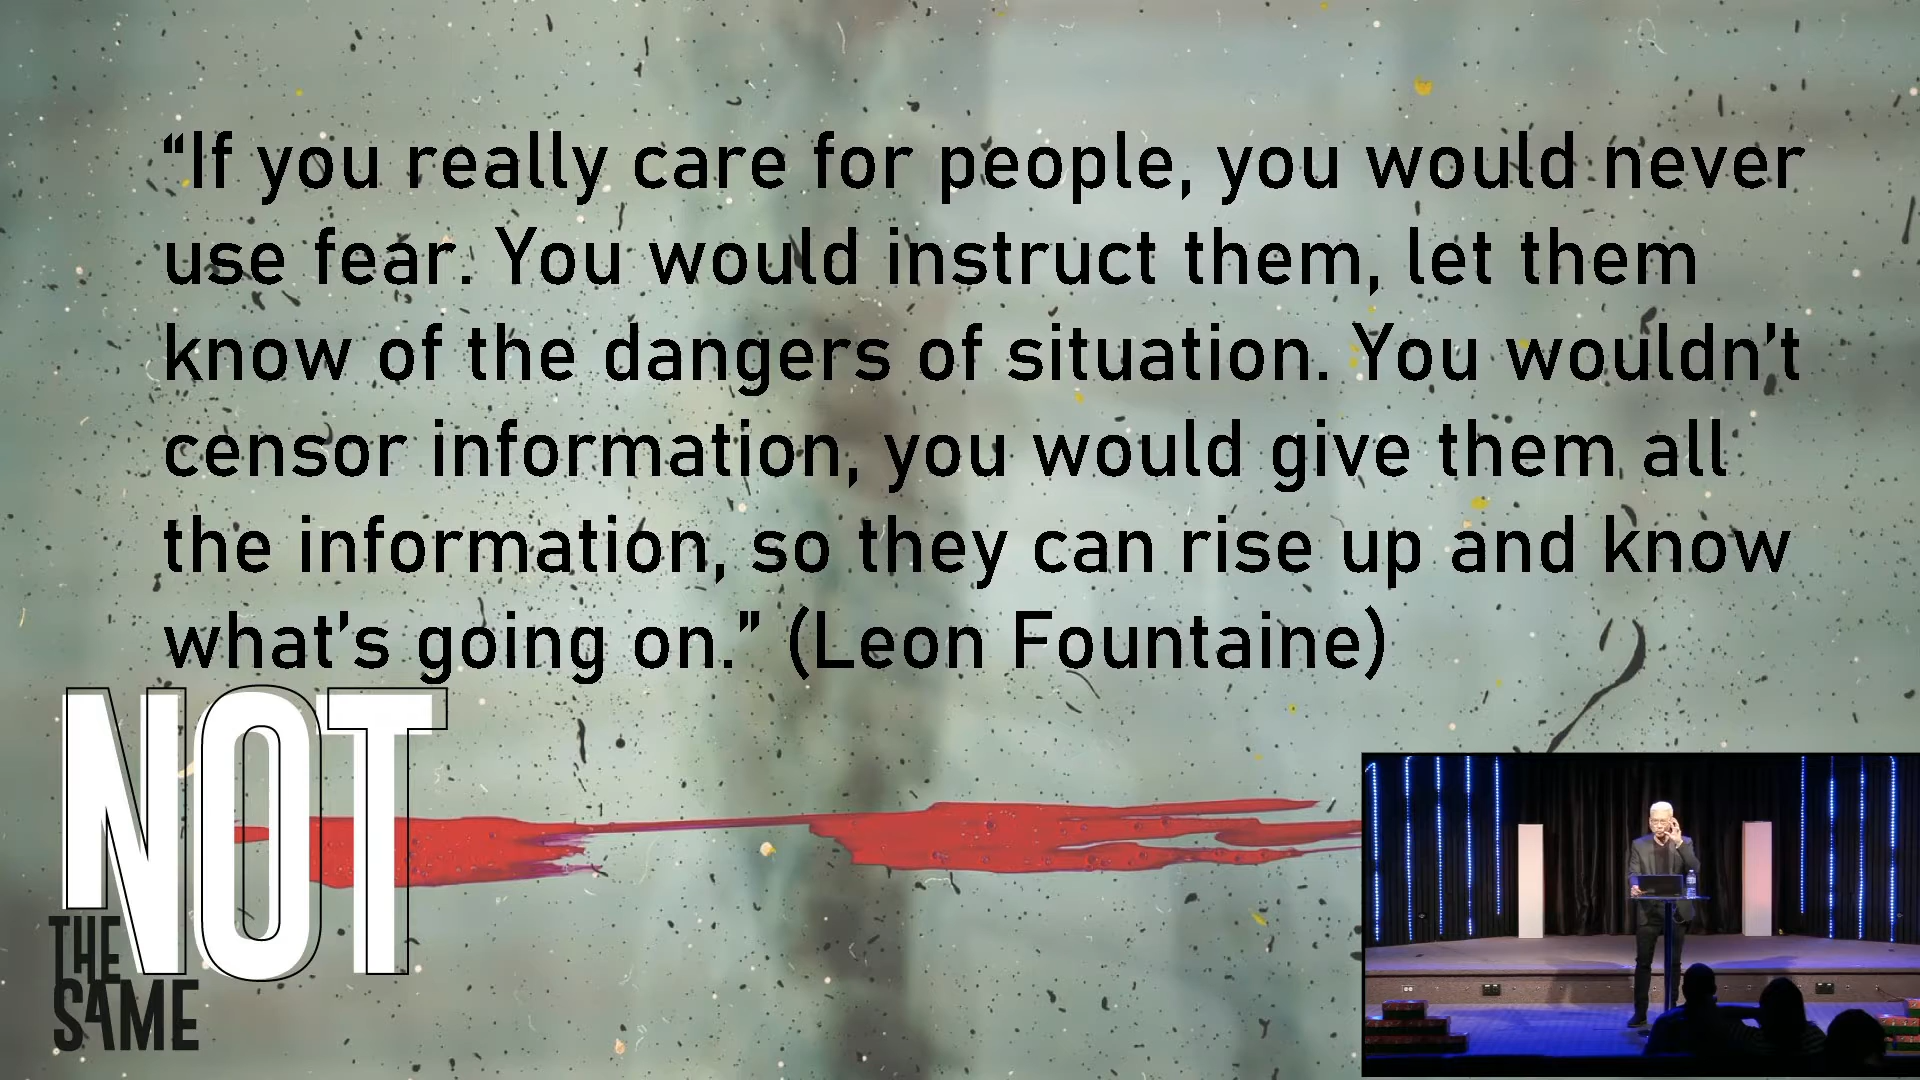 “If you really care for people, you would never
use fear. You would instruct them, let them
know of the dangers of situation. You wouldn’t
censor information, you would give them all
the information, so they can rise up and know
what’s going on.” (Leon Fountaine)
NOT
THE
SAME